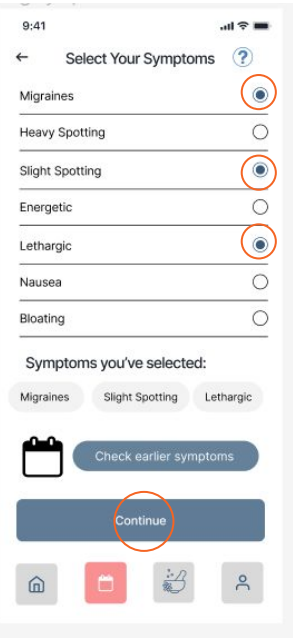 9:41
Select Your Symptoms ?
Migraines
Heavy Spotting
Slight Spotting
Energetic
Lethargic
Nausea
Bloating
Symptoms you've selected:
Migraines Slight Spotting Lethargic
Check earlier symptoms
Continue